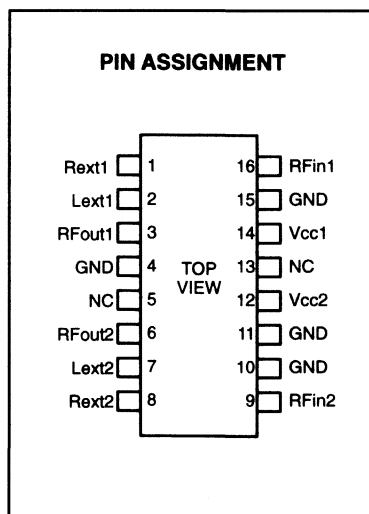 PIN ASSIGNMENT
Rext1 1 16 RFin1
Lext1 2 15 GND
RFout1 3 14 Vcc1
GND 4 13 NC
TOP
VIEW
NC 5 12 Vcc2
RFout2 6 11 GND
Lext2 7 10 GND
Rext2 8 9 RFin2